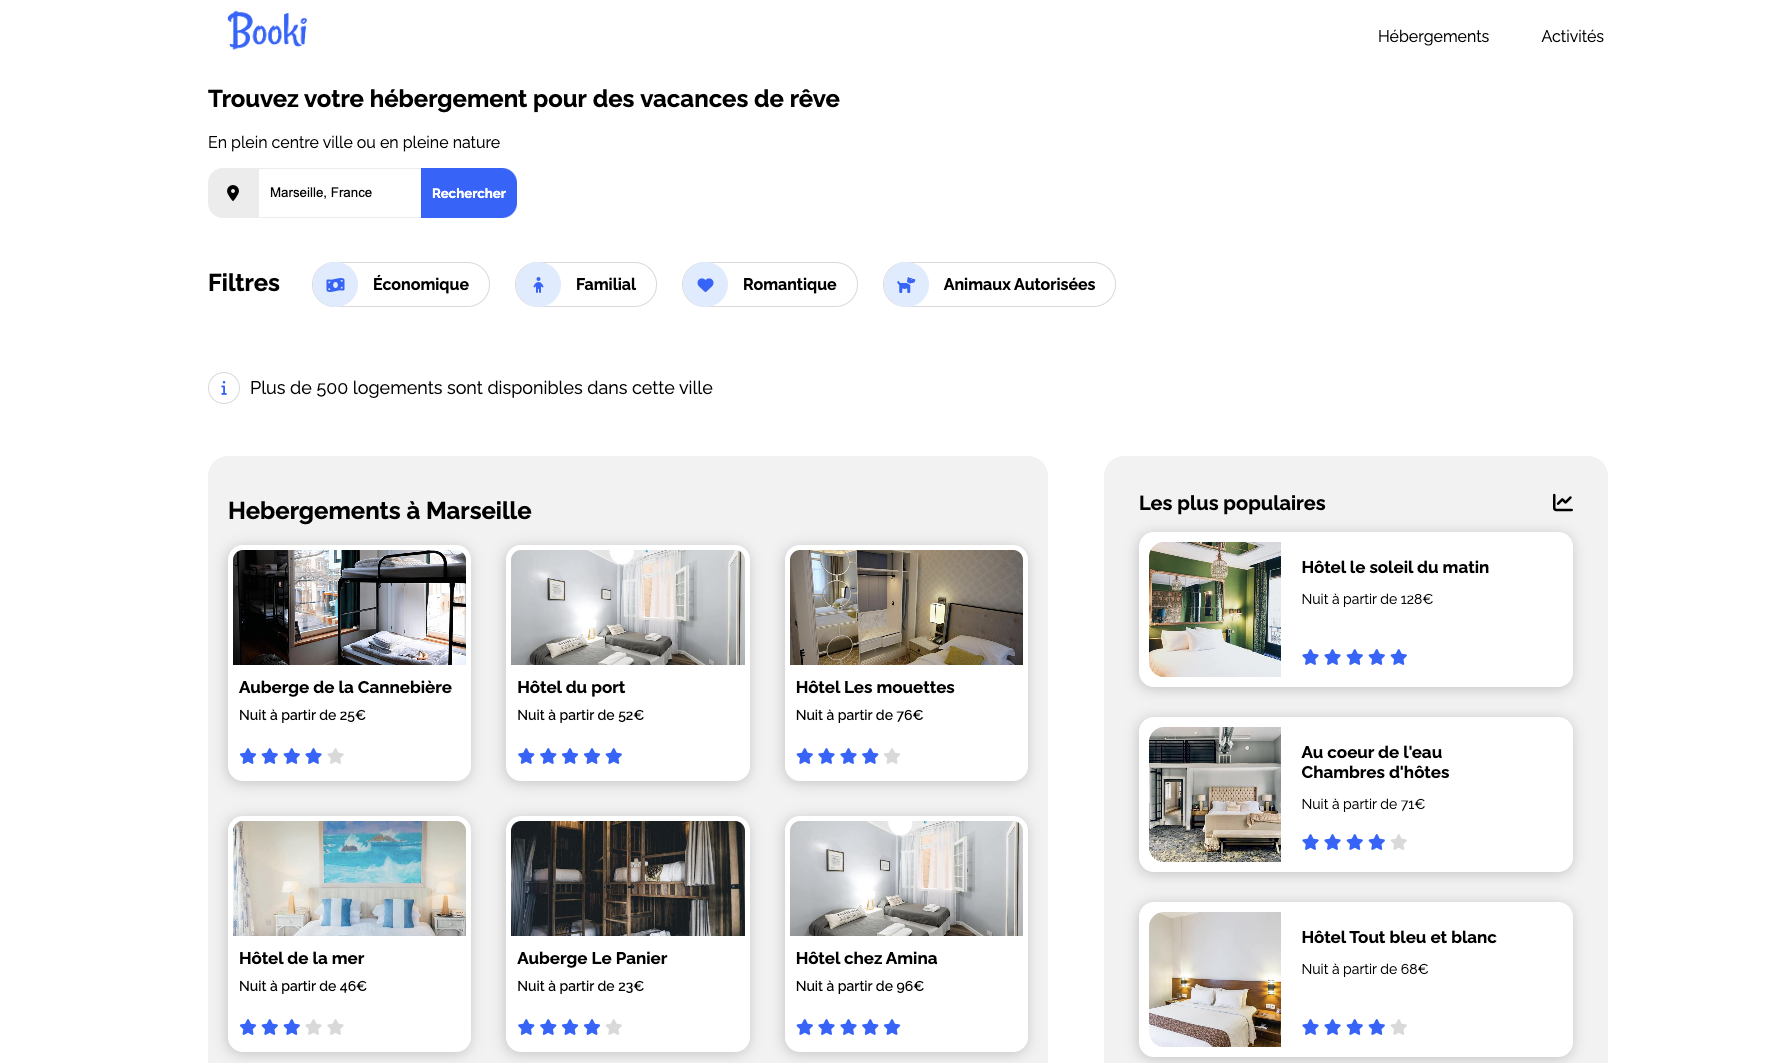 Booki
Hébergements
Activités
Trouvez votre hébergement pour des vacances de rêve
En plein centre ville ou en pleine nature
Marseille, France
Rechercher
Filtres
Économique
Familial
Romantique
Animaux Autorisées
Plus de 500 logements sont disponibles dans cette ville
Hebergements à Marseille
Auberge de la Cannebière
Nuit à partir de 25€
Hôtel du port
Nuit à partir de 52€
Hôtel Les mouettes
Nuit à partir de 76€
Hôtel de la mer
Nuit à partir de 46€
Auberge Le Panier
Nuit à partir de 23€
Hôtel chez Amina
Nuit à partir de 96€
Les plus populaires
Hôtel le soleil du matin
Nuit à partir de 128€
Au coeur de l'eau
Chambres d'hôtes
Nuit à partir de 71€
Hôtel Tout bleu et blanc
Nuit à partir de 68€